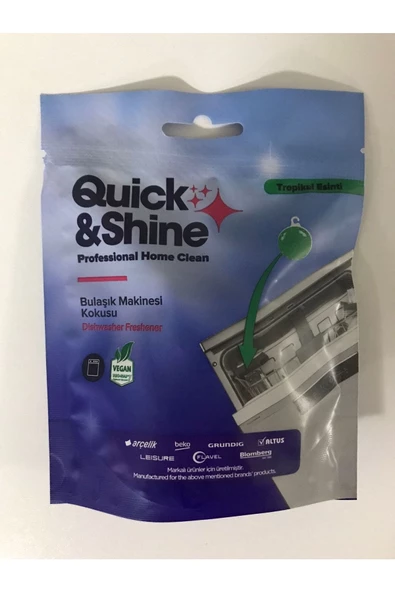 Quick
&Shine
Professional Home Clean
Tropikal Esinti
Bulaşık Makinesi
Kokusu
Dishwasher Freshener
VEGAN
arçelik beko GRUNDIG ALTUS
LEISURE FLAVEL Blomberg
Markalı ürünler için üretilmiştir.
Manufactured for the above mentioned brands' products.